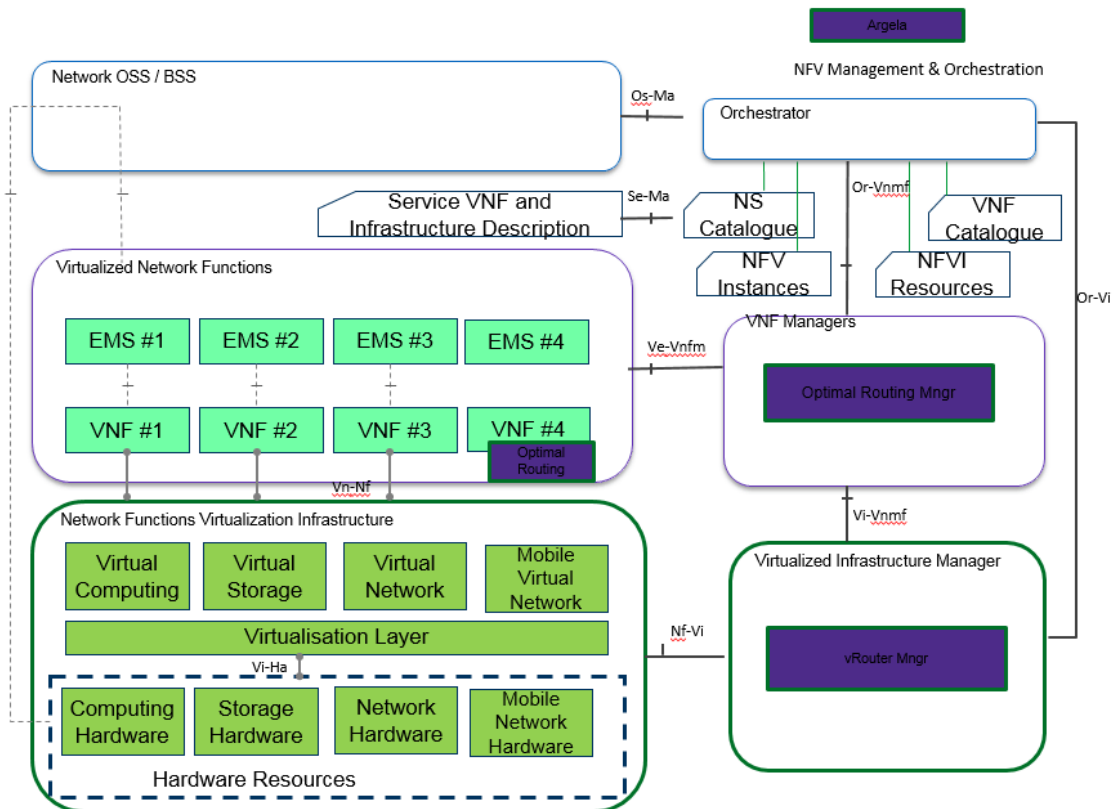 Argela
NFV Management & Orchestration
Network OSS / BSS
Os-Ma
Orchestrator
Service VNF and
Infrastructure Description
Se-Ma
NS
Catalogue
Or-Vnmf
VNF
Catalogue
NFV
Instances
NFVI
Resources
Or-Vi
Virtualized Network Functions
EMS #1
EMS #2
EMS #3
EMS #4
VNF #1
VNF #2
VNF #3
VNF #4
Optimal
Routing
Ve-Vnfm
VNF Managers
Optimal Routing Mngr
Vn-Nf
Vi-Vnmf
Network Functions Virtualization Infrastructure
Virtual
Computing
Virtual
Storage
Virtual
Network
Mobile
Virtual
Network
Virtualisation Layer
Vi-Ha
Computing
Hardware
Storage
Hardware
Network
Hardware
Mobile
Network
Hardware
Hardware Resources
Nf-Vi
Virtualized Infrastructure Manager
vRouter Mngr